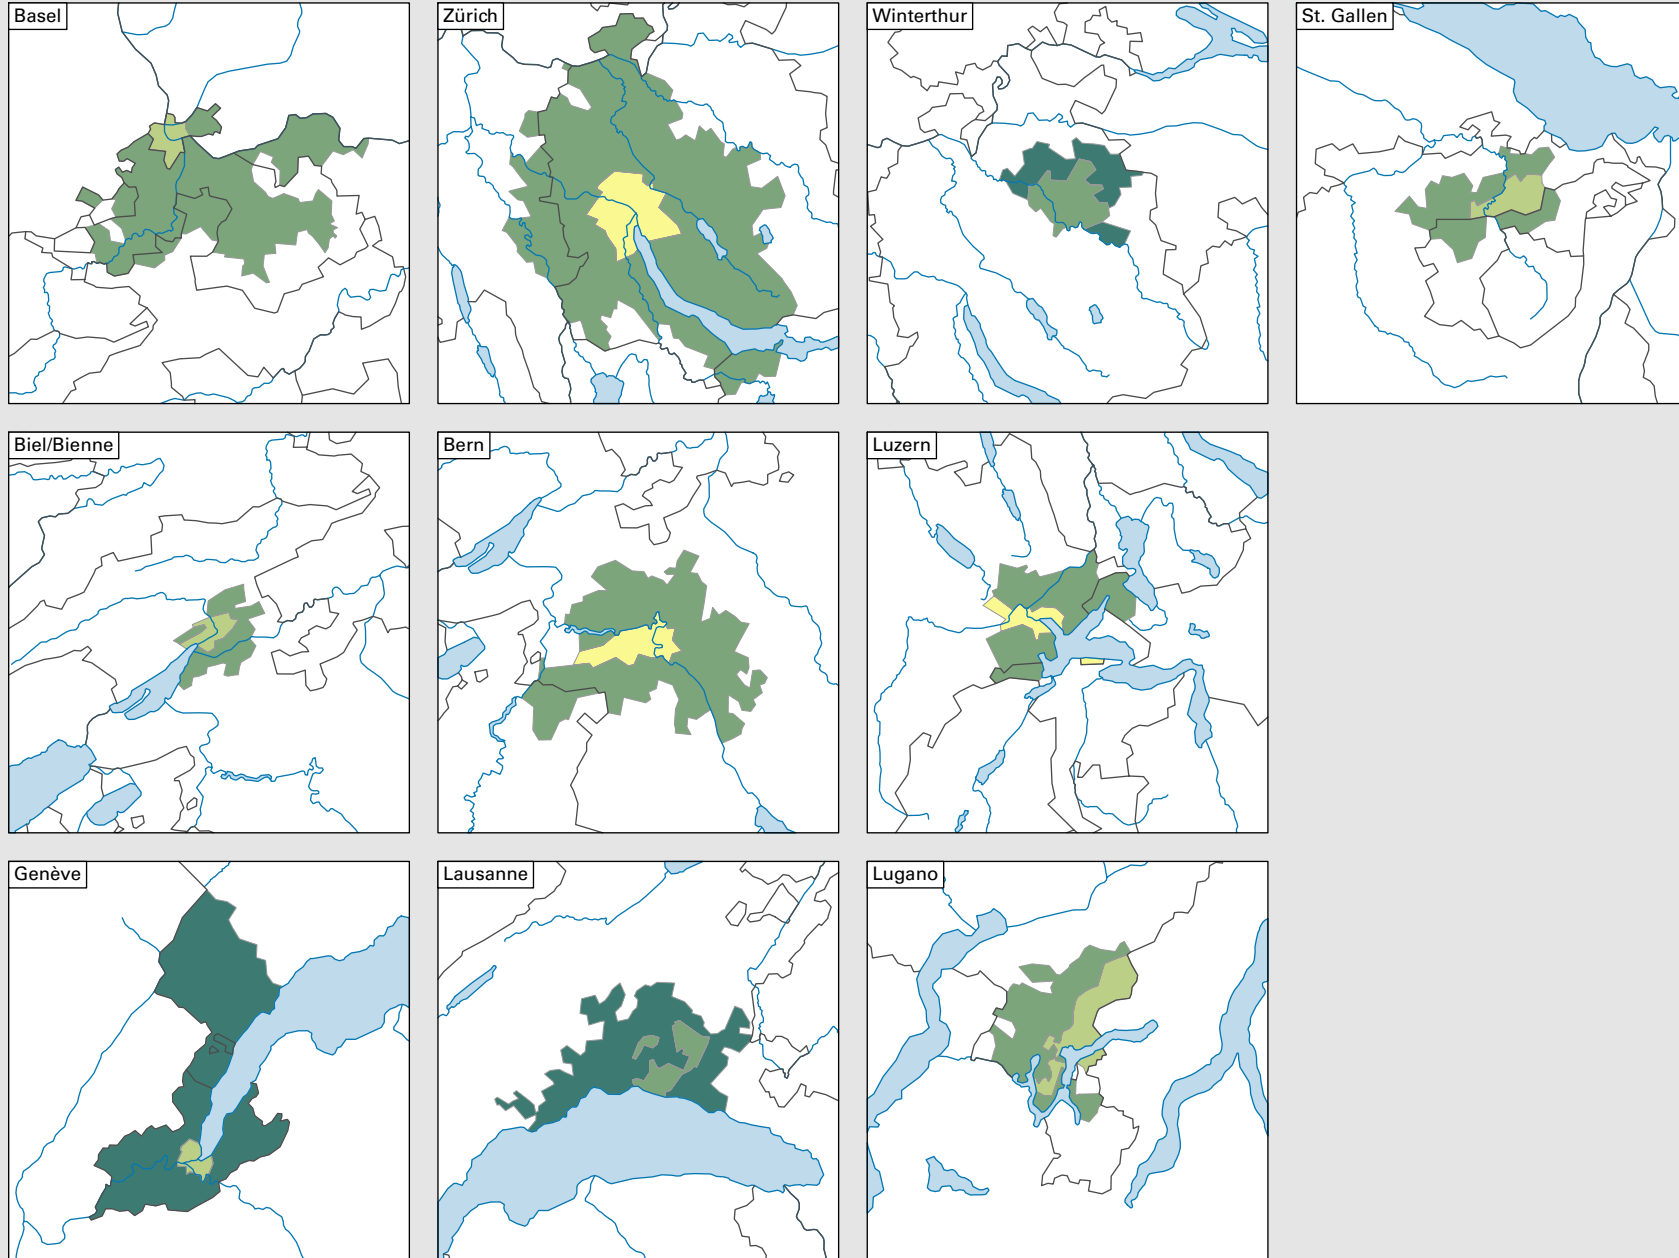 Basel
Zürich
Winterthur
St. Gallen
Biel/Bienne
Bern
Luzern
Genève
Lausanne
Lugano